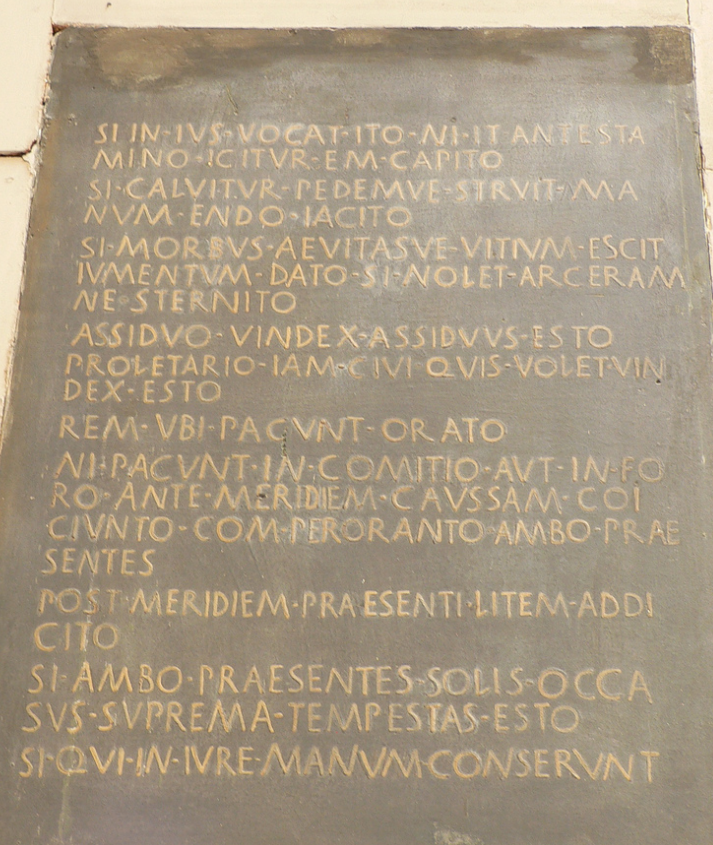 SI IN·IVS·VOCAT·ITO·NI·IT ANTESTA
MINO·ICITVR·EM·CAPITO
SI·CALVITVR·PEDEMVE·STRVIT·MA
NVM·ENDO·IACITO
SI·MORBVS·AEVITASVE·VITIVM·ESCIT
IVMENTVM·DATO·SI·NOLET·ARCERAM
NE·STERNITO
ASSIDVO·VINDEX·ASSIDVVS·ESTO
PROLETARIO·IAM·CIVI·QVIS·VOLET·VIN
DEX·ESTO
REM·VBI·PACVNT·ORATO
NI·PACVNT·IN·COMITIO·AVT·IN·FO
RO·ANTE·MERIDIEM·CAVSSAM·COI
CIVNTO·COM·PERORANTO·AMBO·PRAE
SENTES
POST·MERIDIEM·PRAESENTI·LITEM·ADDI
CITO
SI·AMBO·PRAESENTES·SOLIS·OCCA
SVS·SVPREMA·TEMPESTAS·ESTO
SI·QVI·IN·IVRE·MANVM·CONSERVNT